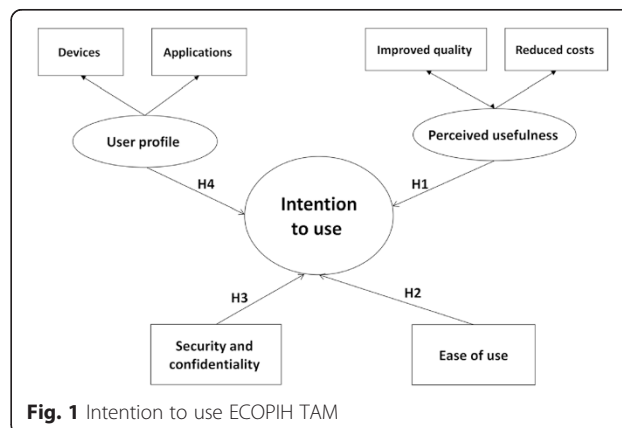 Devices
Applications
Improved quality
Reduced costs
User profile
Perceived usefulness
H4
H1
Intention
to use
H3
H2
Security and
confidentiality
Ease of use
Fig. 1 Intention to use ECOPIH TAM